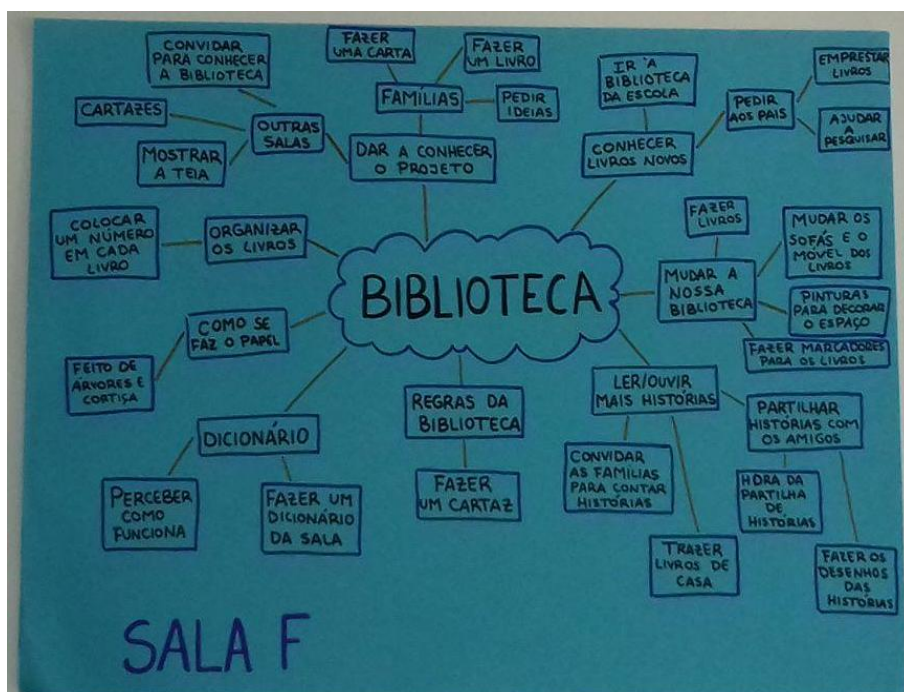 CONVIDAR
PARA CONHECER
A BIBLIOTECA
CARTAZES
MOSTRAR
A TEIA
OUTRAS
SALAS
FAZER
UMA CARTA
FAZER
UM LIVRO
FAMÍLIAS
PEDIR
IDEIAS
DAR A CONHECER
O PROJETO
IR À
BIBLIOTECA
DA ESCOLA
CONHECER
LIVROS NOVOS
PEDIR
AOS PAIS
EMPRESTAR
LIVROS
AJUDAR
A
PESQUISAR
COLOCAR
UM NÚMERO
EM CADA
LIVRO
ORGANIZAR
OS LIVROS
BIBLIOTECA
FAZER
LIVROS
MUDAR A
NOSSA
BIBLIOTECA
MUDAR OS
SOFÁS E O
MÓVEL DOS
LIVROS
PINTURAS
PARA DECORAR
O ESPAÇO
FAZER MARCADORES
PARA OS LIVROS
COMO SE
FAZ O PAPEL
FEITO DE
ÁRVORES E
CORTIÇA
DICIONÁRIO
PERCEBER
COMO
FUNCIONA
FAZER UM
DICIONÁRIO
DA SALA
REGRAS DA
BIBLIOTECA
FAZER
UM CARTAZ
LER/OUVIR
MAIS HISTÓRIAS
CONVIDAR
AS FAMÍLIAS
PARA CONTAR
HISTÓRIAS
TRAZER
LIVROS DE
CASA
PARTILHAR
HISTÓRIAS COM
OS AMIGOS
HORA DA
PARTILHA
DE
HISTÓRIAS
FAZER OS
DESENHOS
DAS
HISTÓRIAS
SALA F